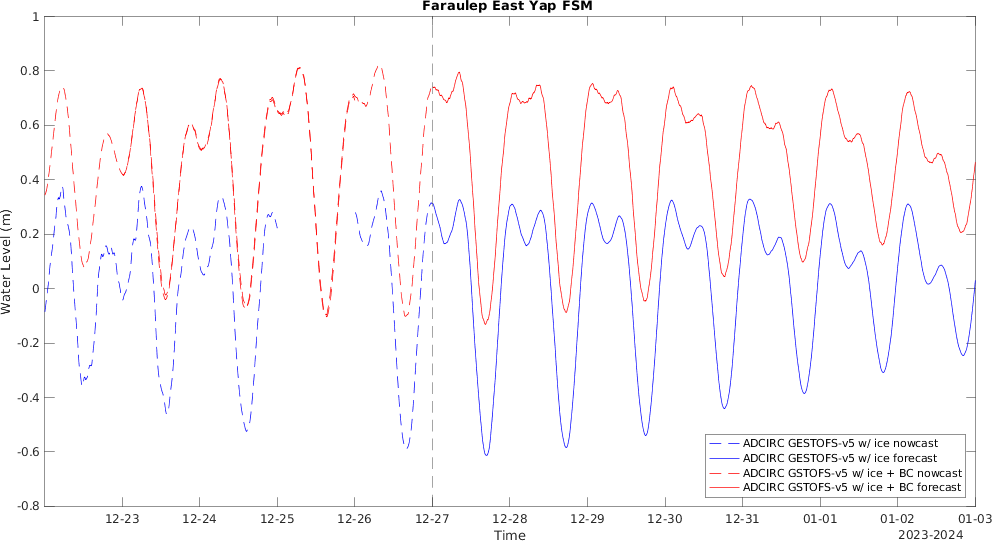 Faraulep East Yap FSM
1
0.8
0.6
0.4
0.2
0
-0.2
-0.4
-0.6
-0.8
Water Level (m)
ADCIRC GESTOFS-v5 w/ ice nowcast
ADCIRC GESTOFS-v5 w/ ice forecast
ADCIRC GSTOFS-v5 w/ ice + BC nowcast
ADCIRC GSTOFS-v5 w/ ice + BC forecast
12-23 12-24 12-25 12-26 12-27 12-28 12-29 12-30 12-31 01-01 01-02 01-03
Time
2023-2024